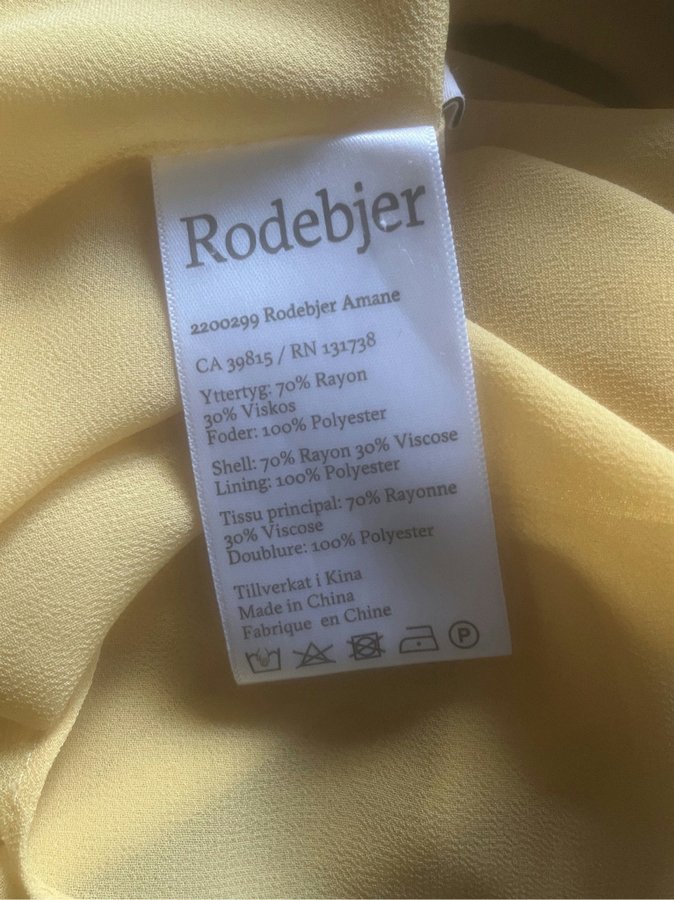 Rodebjer
2200299 Rodebjer Amane
CA 39815 / RN 131738
Yttertyg: 70% Rayon
30% Viskos
Foder: 100% Polyester
Shell: 70% Rayon 30% Viscose
Lining: 100% Polyester
Tissu principal: 70% Rayonne
30% Viscose
Doublure: 100% Polyester
Tillverkat i Kina
Made in China
Fabrique en Chine
P